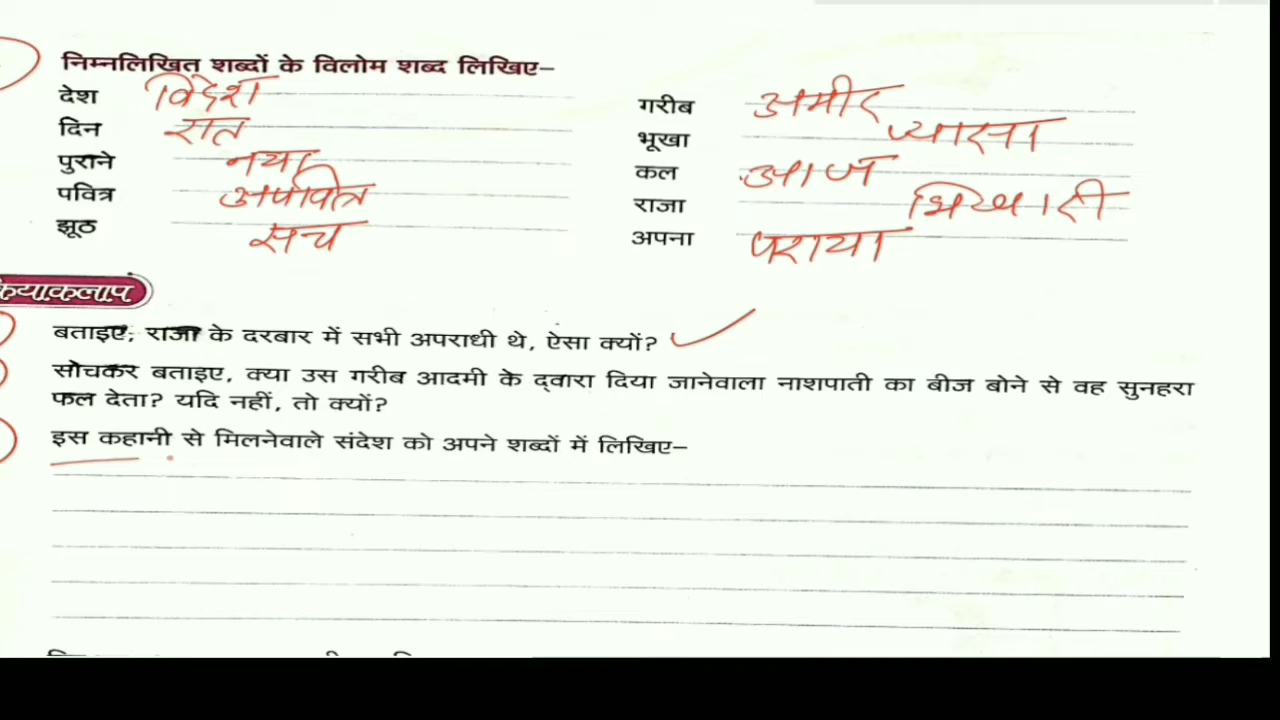 निम्नलिखित शब्दों के विलोम शब्द लिखिए–
देश विदेश गरीब अमीर
दिन रात भूखा प्यासा
पुराने नया कल आज
पवित्र अपवित्र राजा भिखारी
झूठ सच अपना पराया
क्रियाकलाप
बताइए, राजा के दरबार में सभी अपराधी थे, ऐसा क्यों?
सोचकर बताइए, क्या उस गरीब आदमी के द्वारा दिया जानेवाला नाशपाती का बीज बोने से वह सुनहरा
फल देता? यदि नहीं, तो क्यों?
इस कहानी से मिलनेवाले संदेश को अपने शब्दों में लिखिए–